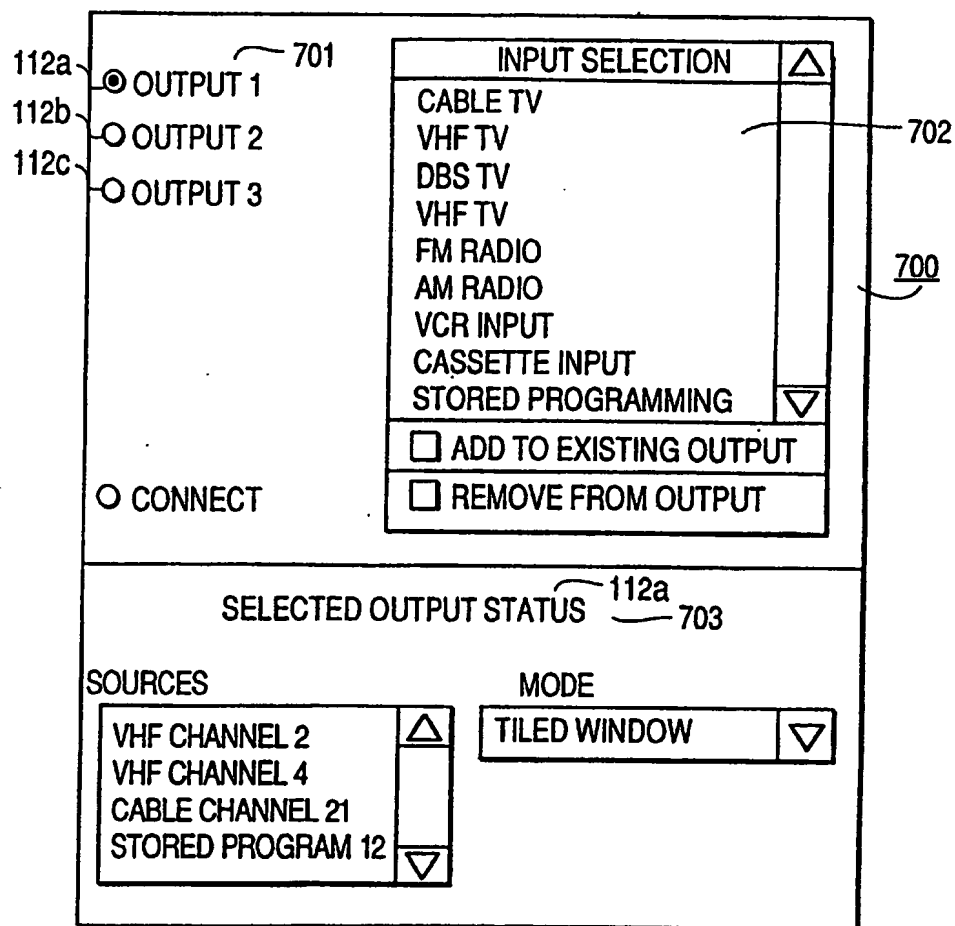 701
112a
OUTPUT 1
112b
OUTPUT 2
112c
OUTPUT 3
INPUT SELECTION
CABLE TV
VHF TV
DBS TV
VHF TV
FM RADIO
AM RADIO
VCR INPUT
CASSETTE INPUT
STORED PROGRAMMING
702
700
ADD TO EXISTING OUTPUT
REMOVE FROM OUTPUT
CONNECT
SELECTED OUTPUT STATUS
112a
703
SOURCES
VHF CHANNEL 2
VHF CHANNEL 4
CABLE CHANNEL 21
STORED PROGRAM 12
MODE
TILED WINDOW